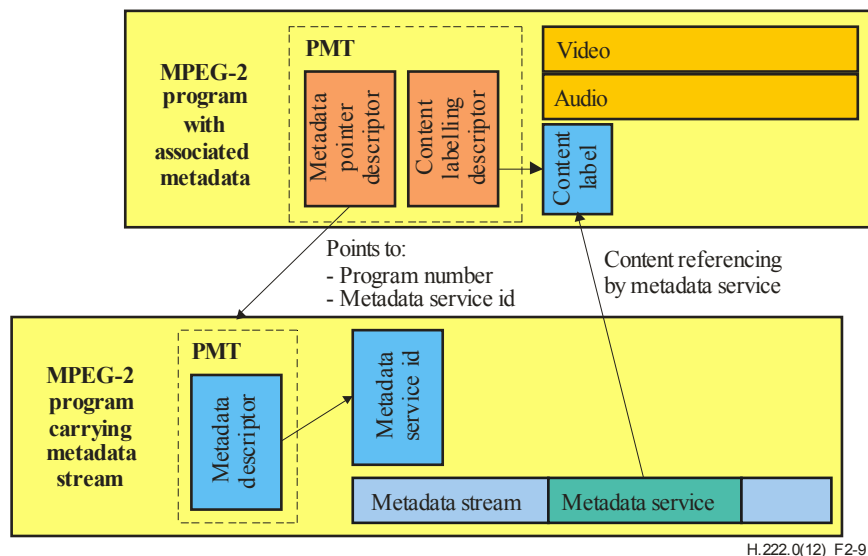 MPEG-2
program
with
associated
metadata
PMT
Metadata
pointer
descriptor
Content
labelling
descriptor
Video
Audio
Content
label
Points to:
- Program number
- Metadata service id
Content referencing
by metadata service
MPEG-2
program
carrying
metadata
stream
PMT
Metadata
descriptor
Metadata
service id
Metadata stream
Metadata service
H.222.0(12)_F2-9